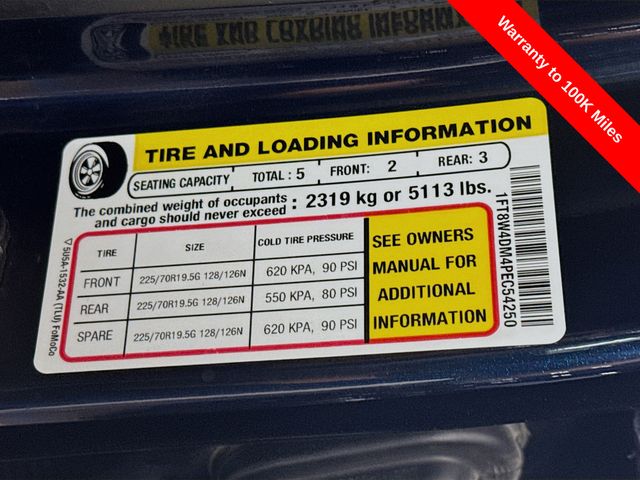 Warranty to 100K Miles
TIRE AND LOADING INFORMATION
SEATING CAPACITY TOTAL : 5 FRONT: 2 REAR: 3
The combined weight of occupants and cargo should never exceed : 2319 kg or 5113 lbs.
TIRE SIZE COLD TIRE PRESSURE
FRONT 225/70R19.5G 128/126N 620 KPA, 90 PSI
REAR 225/70R19.5G 128/126N 550 KPA, 80 PSI
SPARE 225/70R19.5G 128/126N 620 KPA, 90 PSI
SEE OWNERS
MANUAL FOR
ADDITIONAL
INFORMATION
1FT8W4DM4PEC54250
▽ 5U5A-1532-AA (TLU) FoMoCo